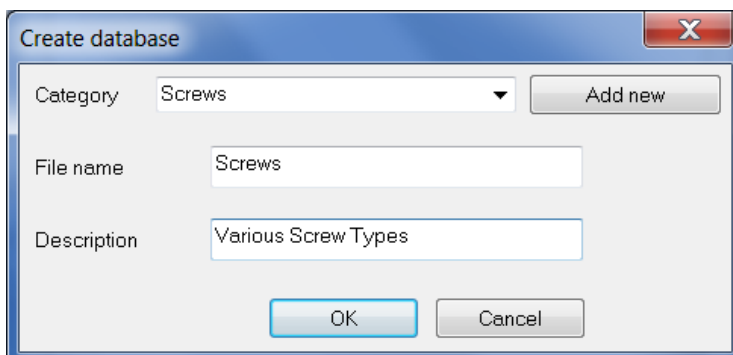 Create database
Category Screws Add new
File name Screws
Description Various Screw Types
OK Cancel